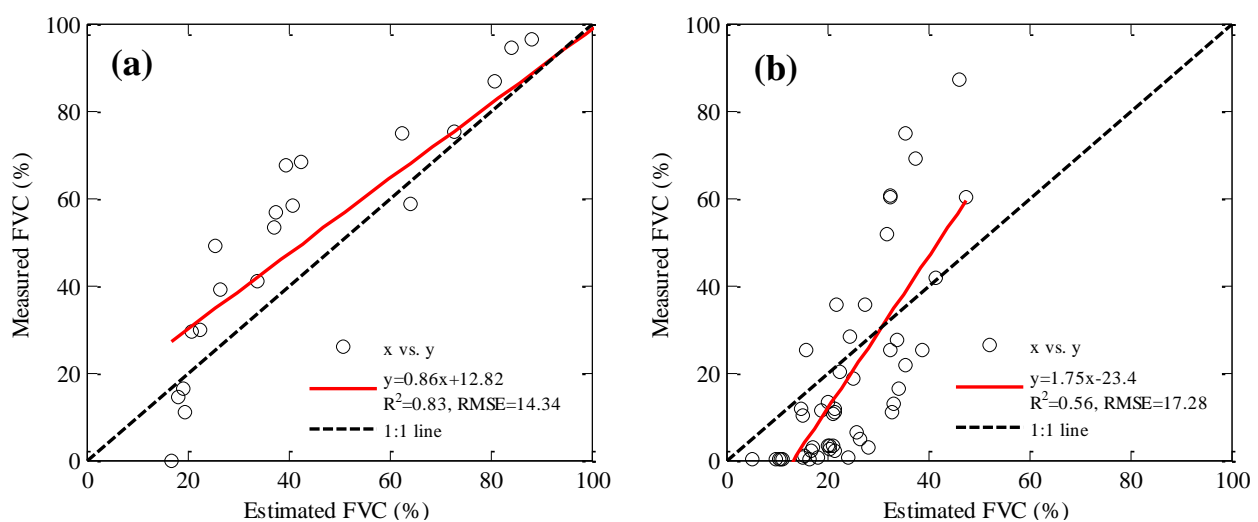 (a)
100
80
60
40
20
0
0
20
40
60
80
100
Measured FVC (%)
Estimated FVC (%)
x vs. y
y=0.86x+12.82
R²=0.83, RMSE=14.34
1:1 line
(b)
100
80
60
40
20
0
0
20
40
60
80
100
Measured FVC (%)
Estimated FVC (%)
x vs. y
y=1.75x-23.4
R²=0.56, RMSE=17.28
1:1 line